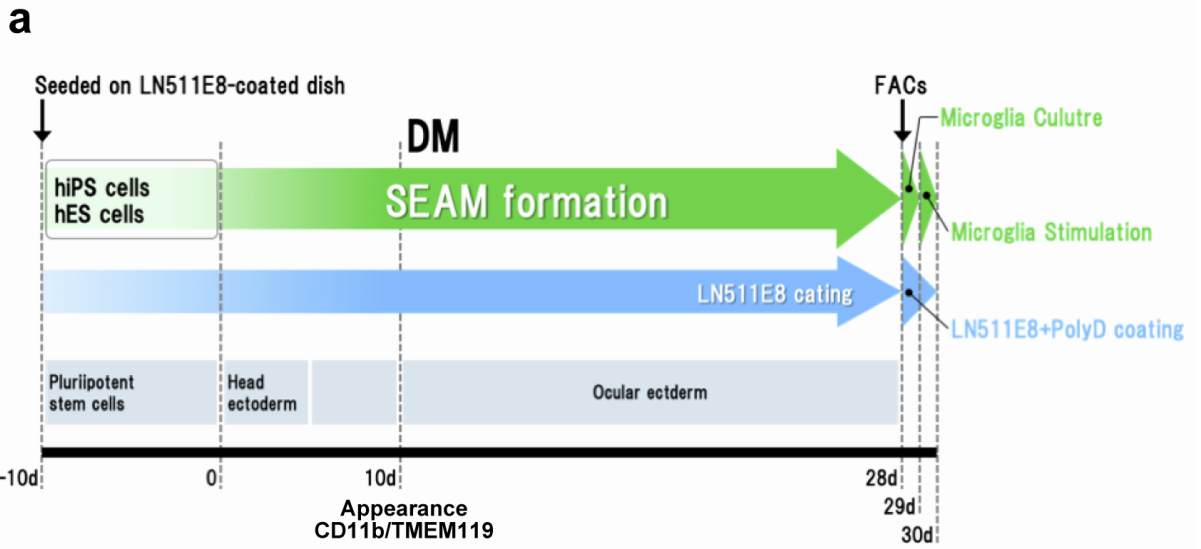 a
Seeded on LN511E8-coated dish
FACs
Microglia Culutre
DM
hiPS cells
hES cells
SEAM formation
Microglia Stimulation
LN511E8 cating
LN511E8+PolyD coating
Pluriipotent
stem cells
Head
ectoderm
Ocular ectderm
-10d
0
10d
28d
Appearance
CD11b/TMEM119
29d
30d